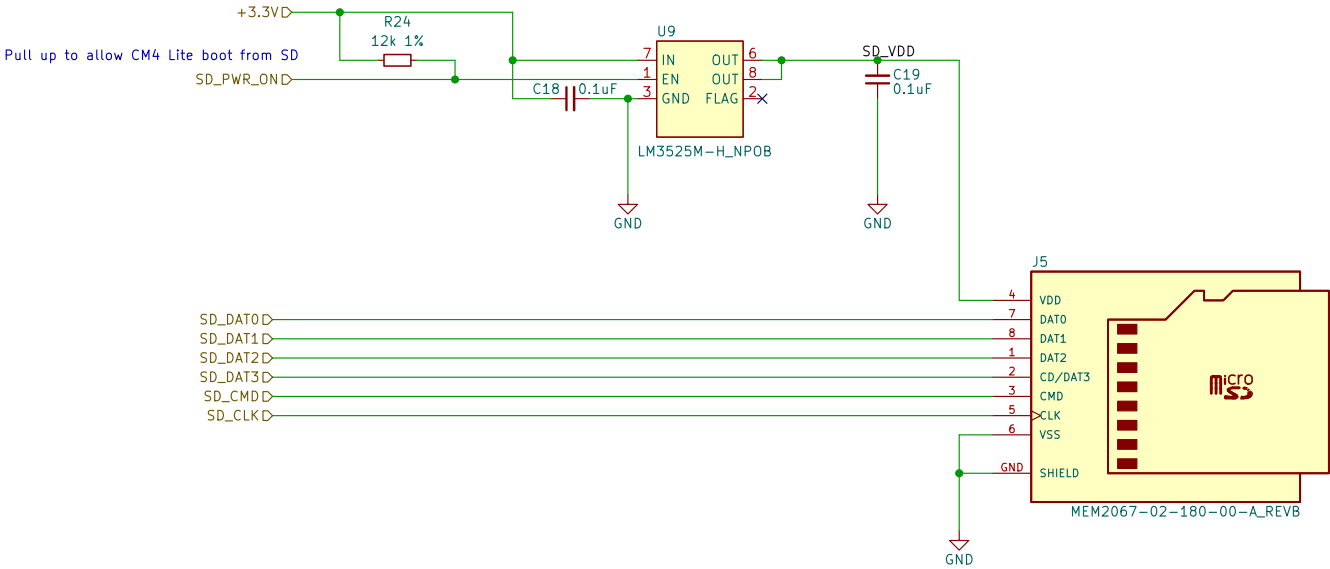 +3.3V
R24
12k 1%
Pull up to allow CM4 Lite boot from SD
SD_PWR_ON
C18
0.1uF
U9
7 IN OUT 6
1 EN OUT 8
3 GND FLAG 2
LM3525M-H_NPOB
SD_VDD
C19
0.1uF
GND
GND
J5
4 VDD
SD_DAT0 7 DAT0
SD_DAT1 8 DAT1
SD_DAT2 1 DAT2
SD_DAT3 2 CD/DAT3
SD_CMD 3 CMD
SD_CLK 5 CLK
6 VSS
GND SHIELD
micro
SD
MEM2067-02-180-00-A_REVB
GND